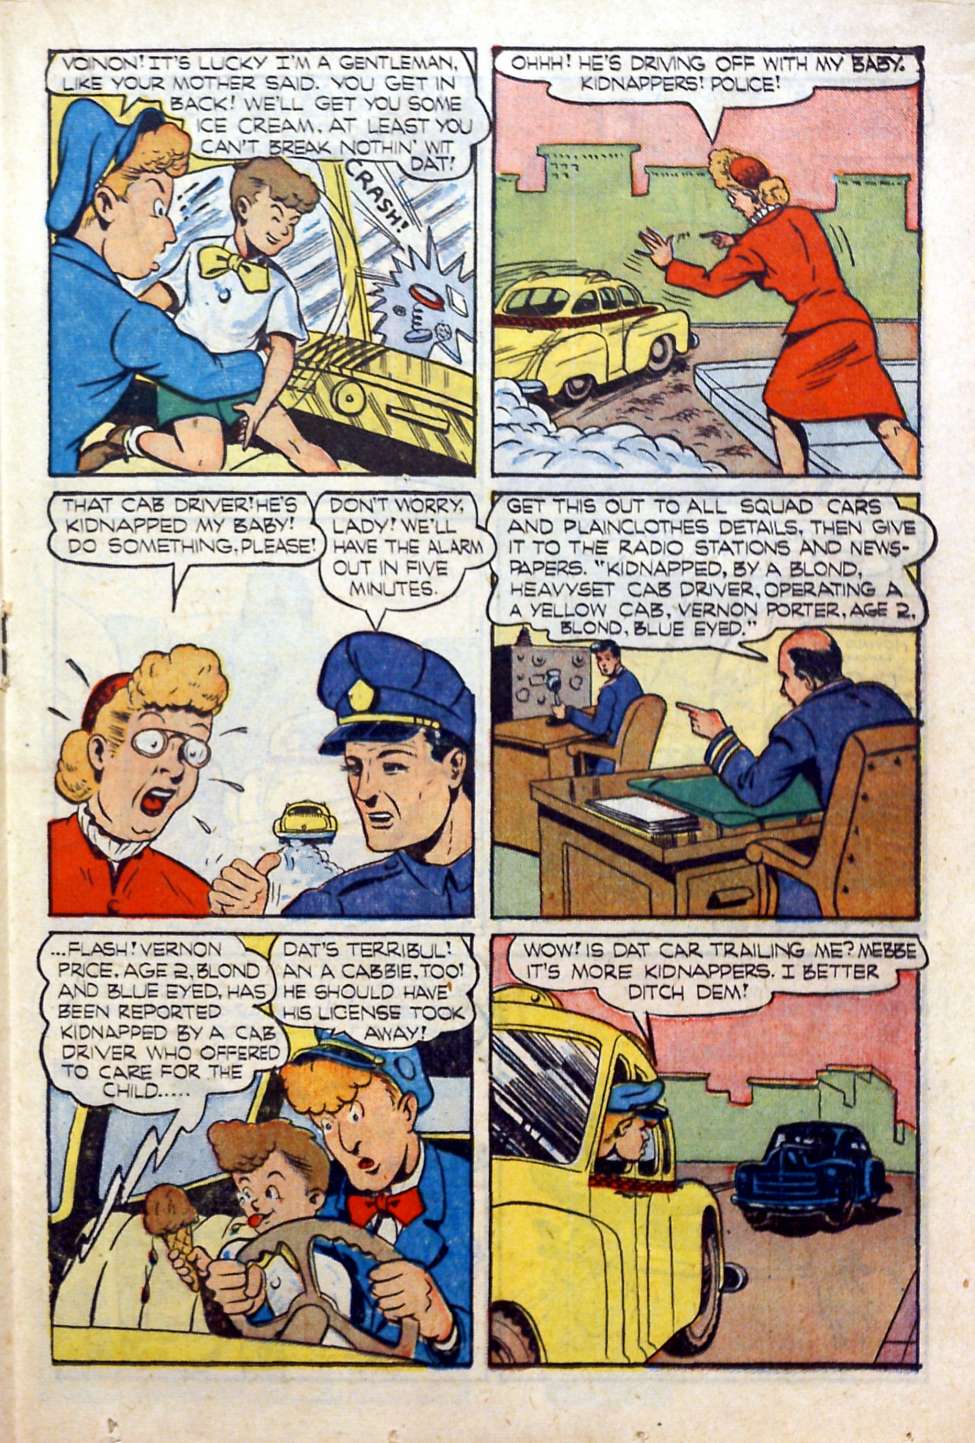 VOINON! IT'S LUCKY I'M A GENTLEMAN,
LIKE YOUR MOTHER SAID. YOU GET IN
BACK! WE'LL GET YOU SOME
ICE CREAM. AT LEAST YOU
CAN'T BREAK NOTHIN' WIT
DAT!
CRASH!
OHHH! HE'S DRIVING OFF WITH MY BABY.
KIDNAPPERS! POLICE!
THAT CAB DRIVER! HE'S
KIDNAPPED MY BABY!
DO SOMETHING, PLEASE!
DON'T WORRY,
LADY! WE'LL
HAVE THE ALARM
OUT IN FIVE
MINUTES.
GET THIS OUT TO ALL SQUAD CARS
AND PLAINCLOTHES DETAILS, THEN GIVE
IT TO THE RADIO STATIONS AND NEWS-
PAPERS. "KIDNAPPED, BY A BLOND,
HEAVYSET CAB DRIVER, OPERATING A
A YELLOW CAB, VERNON PORTER, AGE 2,
BLOND, BLUE EYED."
...FLASH! VERNON
PRICE, AGE 2, BLOND
AND BLUE EYED, HAS
BEEN REPORTED
KIDNAPPED BY A CAB
DRIVER WHO OFFERED
TO CARE FOR THE
CHILD.....
DAT'S TERRIBUL!
AN A CABBIE, TOO!
HE SHOULD HAVE
HIS LICENSE TOOK
AWAY!
WOW! IS DAT CAR TRAILING ME? MEBBE
IT'S MORE KIDNAPPERS. I BETTER
DITCH DEM!